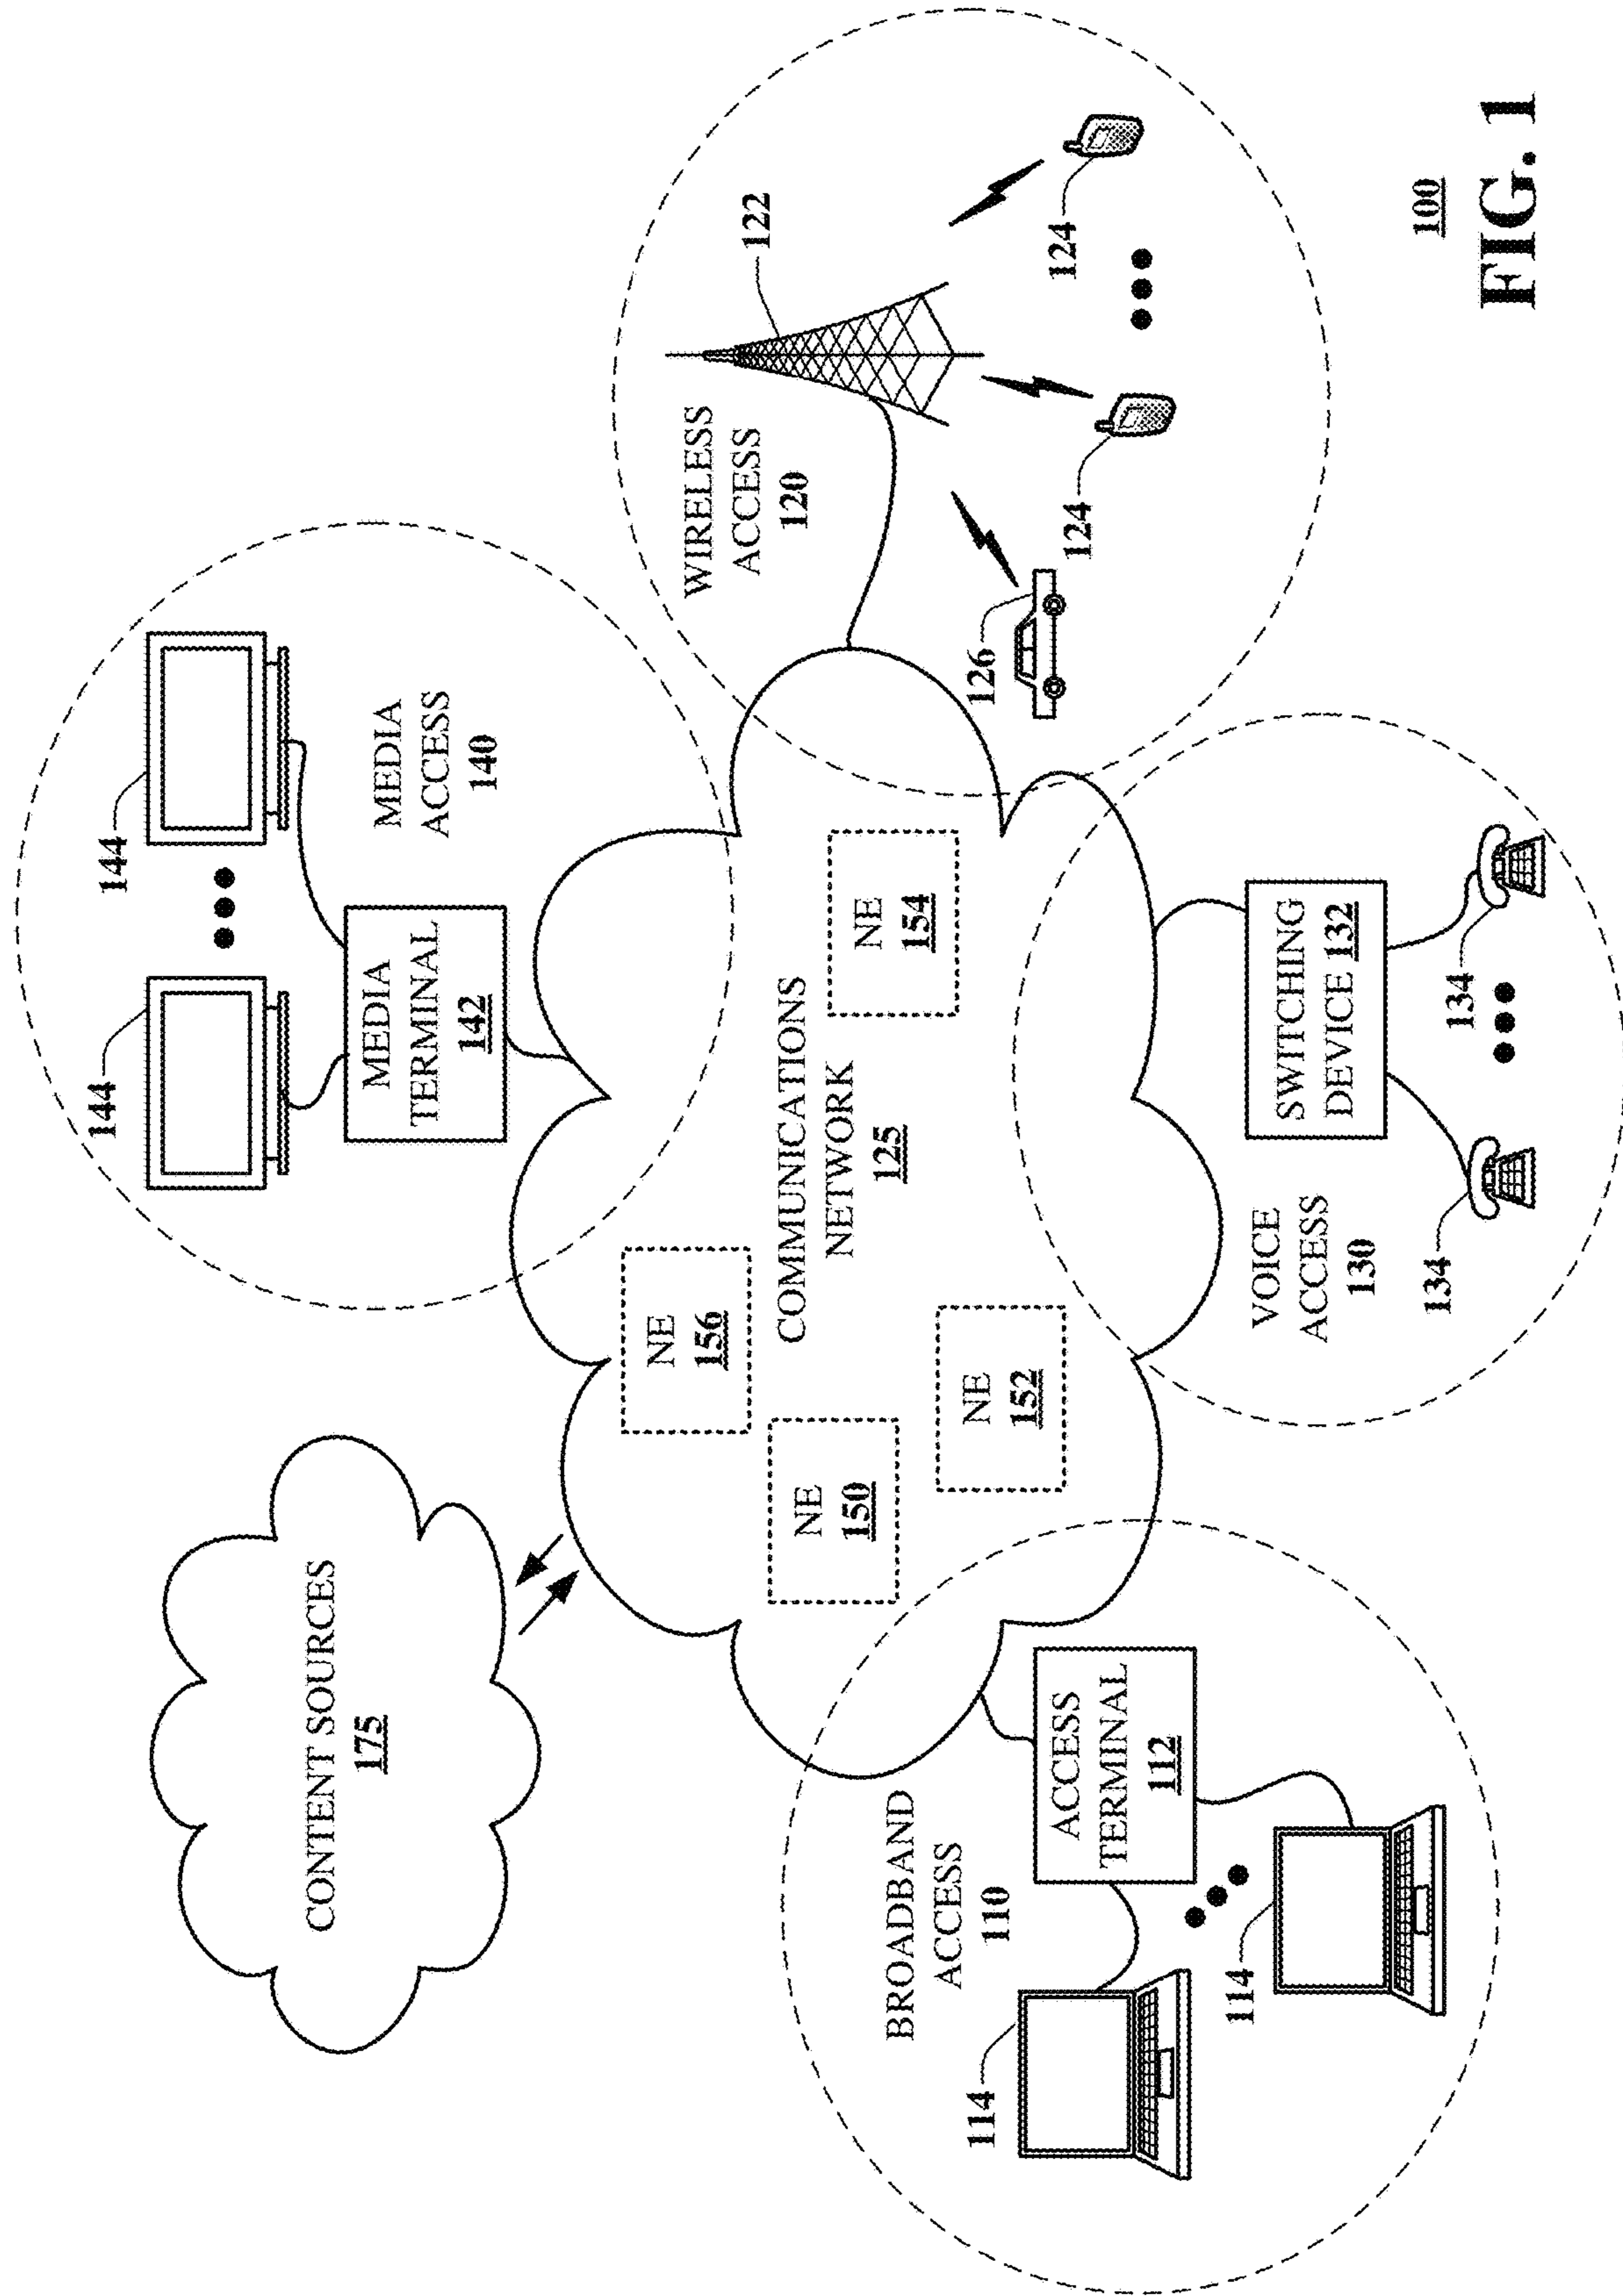 CONTENT SOURCES
175
144
144
MEDIA
TERMINAL
142
MEDIA
ACCESS
140
BROADBAND
ACCESS
110
114
114
ACCESS
TERMINAL
112
NE
150
NE
156
NE
152
COMMUNICATIONS
NETWORK
125
NE
154
WIRELESS
ACCESS
120
122
126
124
124
VOICE
ACCESS
130
SWITCHING
DEVICE 132
134
134
100
FIG. 1